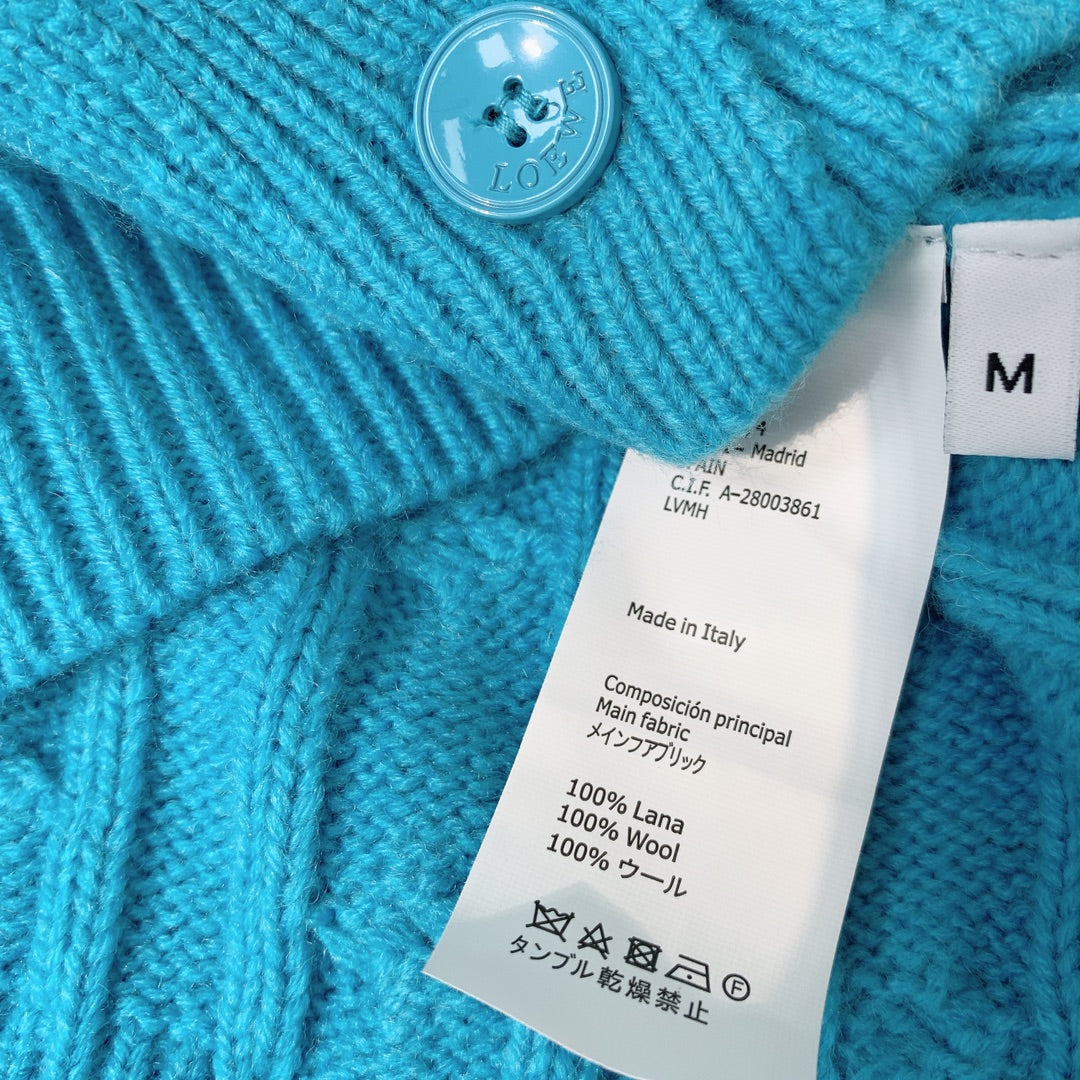 LOEWE
M
Madrid
C.I.F. A-28003861
LVMH
Made in Italy
Composición principal
Main fabric
メインファブリック
100% Lana
100% Wool
100% ウール
F
タンブル乾燥禁止